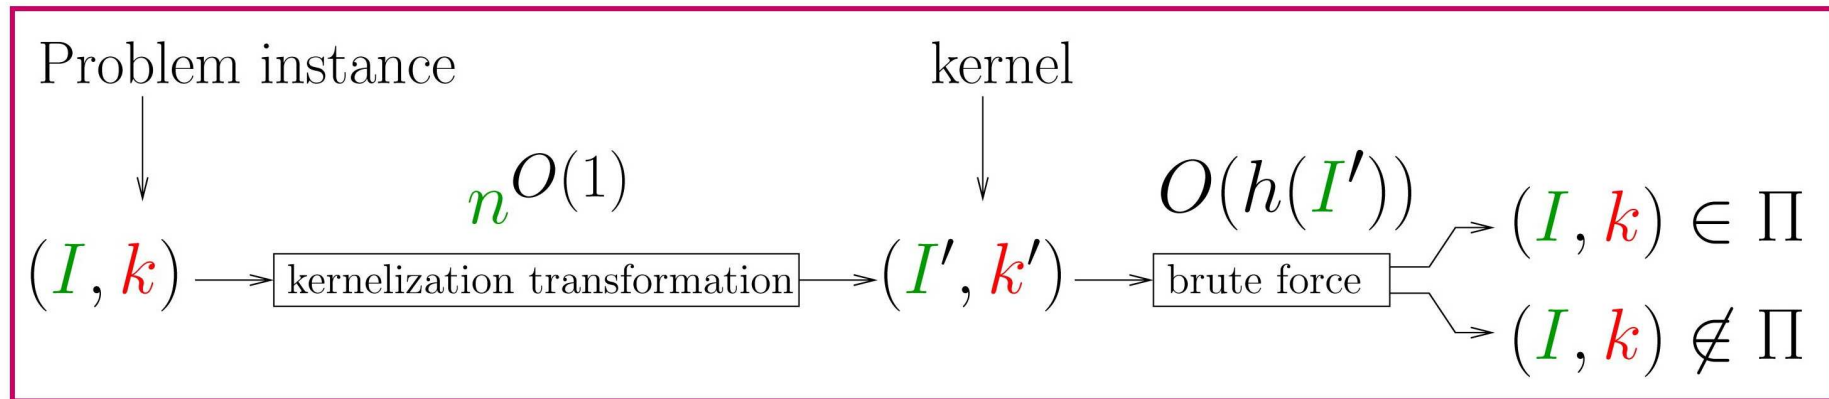 Problem instance
kernel
n^{O(1)}
O(h(I′))
(I, k)
kernelization transformation
(I′, k′)
brute force
(I, k) ∈ Π
(I, k) ∉ Π